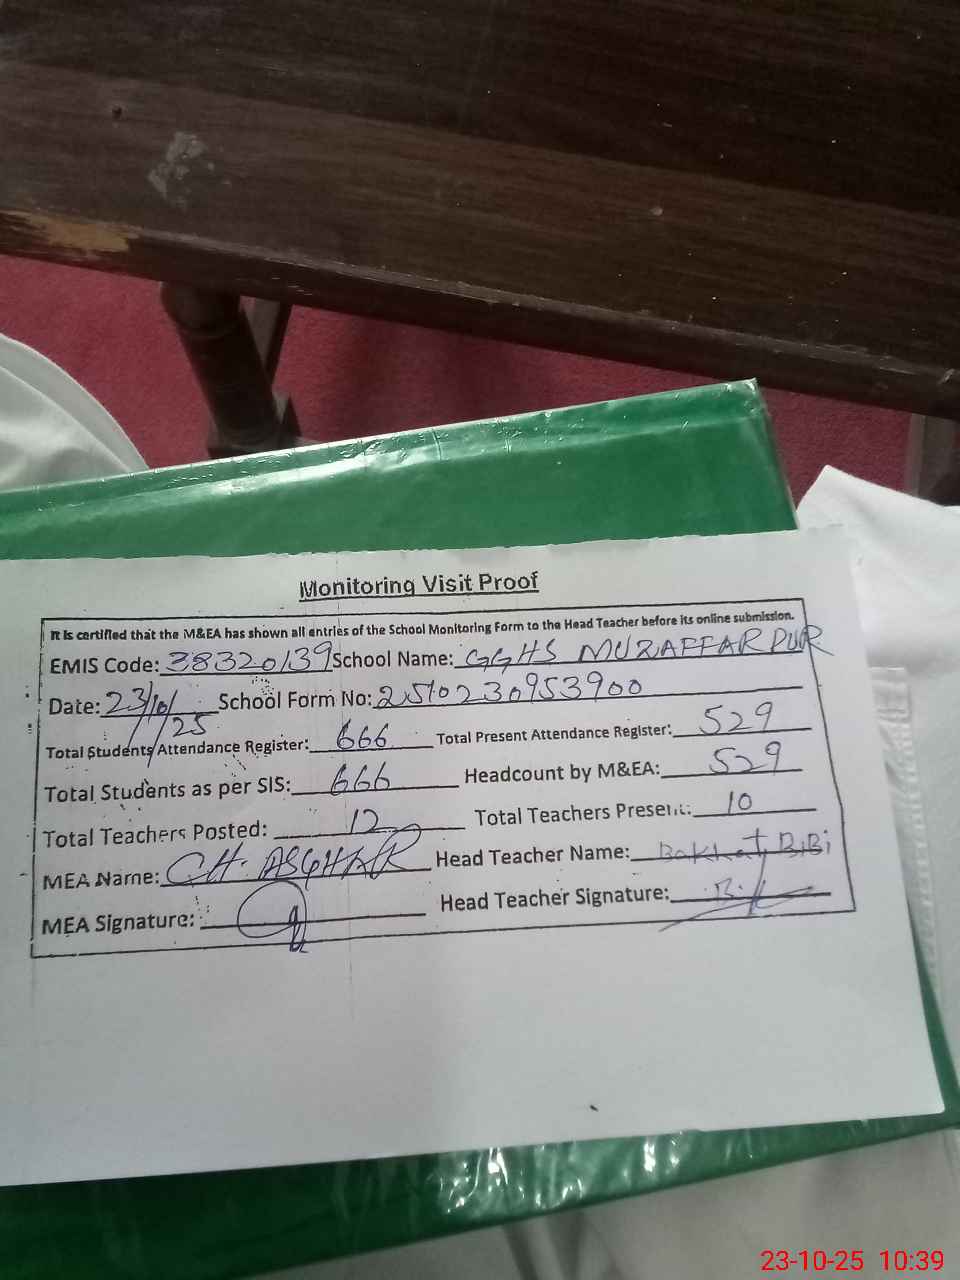 Monitoring Visit Proof
It is certified that the M&EA has shown all entries of the School Monitoring Form to the Head Teacher before its online submission.
EMIS Code: 38320139 School Name: GGHS MUZAFFAR PUR
Date: 23/10/25 School Form No: 2510230953900
Total Students Attendance Register: 666 Total Present Attendance Register: 529
Total Students as per SIS: 666 Headcount by M&EA: 529
Total Teachers Posted: 12 Total Teachers Present: 10
MEA Name: CH. ASGHAR Head Teacher Name: Bakhat BiBi
MEA Signature: Head Teacher Signature:
23-10-25 10:39